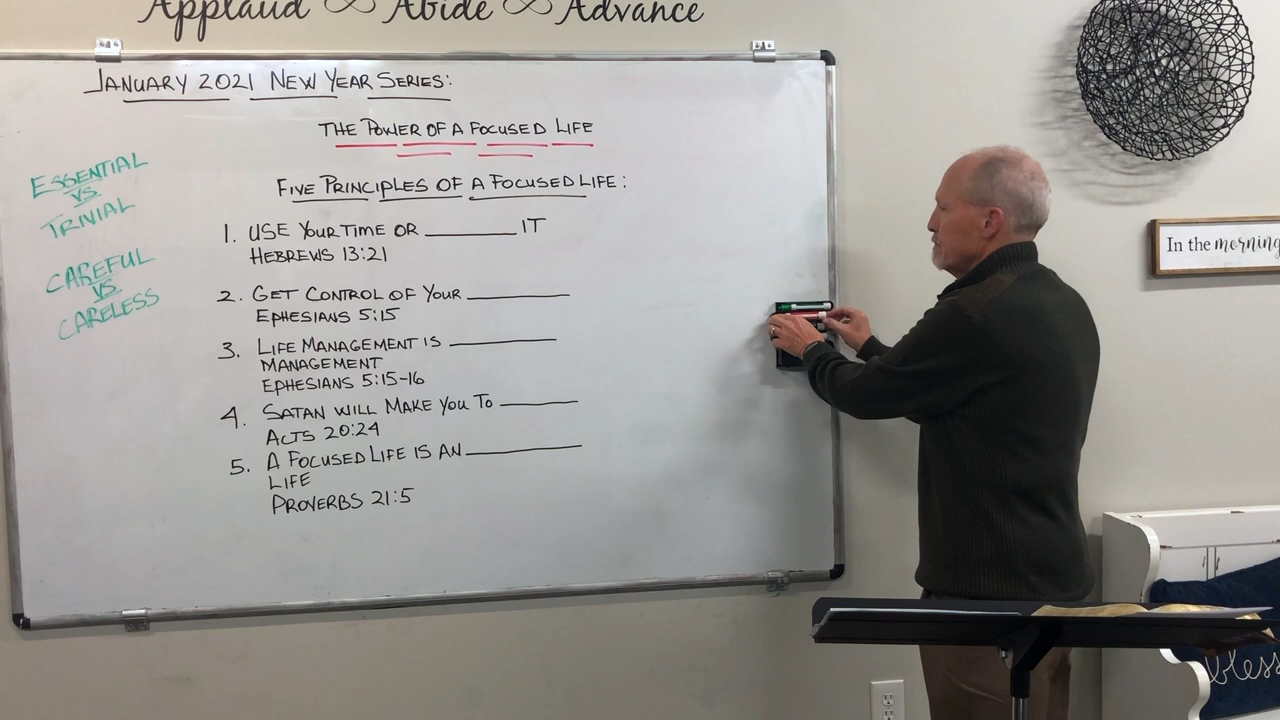 Applaud ∞ Abide ∞ Advance
JANUARY 2021 NEW YEAR SERIES:
THE POWER OF A FOCUSED LIFE
ESSENTIAL
VS
TRIVIAL
CAREFUL
VS
CARELESS
FIVE PRINCIPLES OF A FOCUSED LIFE:
1. USE YOUR TIME OR ________ IT
HEBREWS 13:21
2. GET CONTROL OF YOUR ________
EPHESIANS 5:15
3. LIFE MANAGEMENT IS ________
MANAGEMENT
EPHESIANS 5:15-16
4. SATAN WILL MAKE YOU TO ________
ACTS 20:24
5. A FOCUSED LIFE IS AN ________
LIFE
PROVERBS 21:5
In the morning
bless